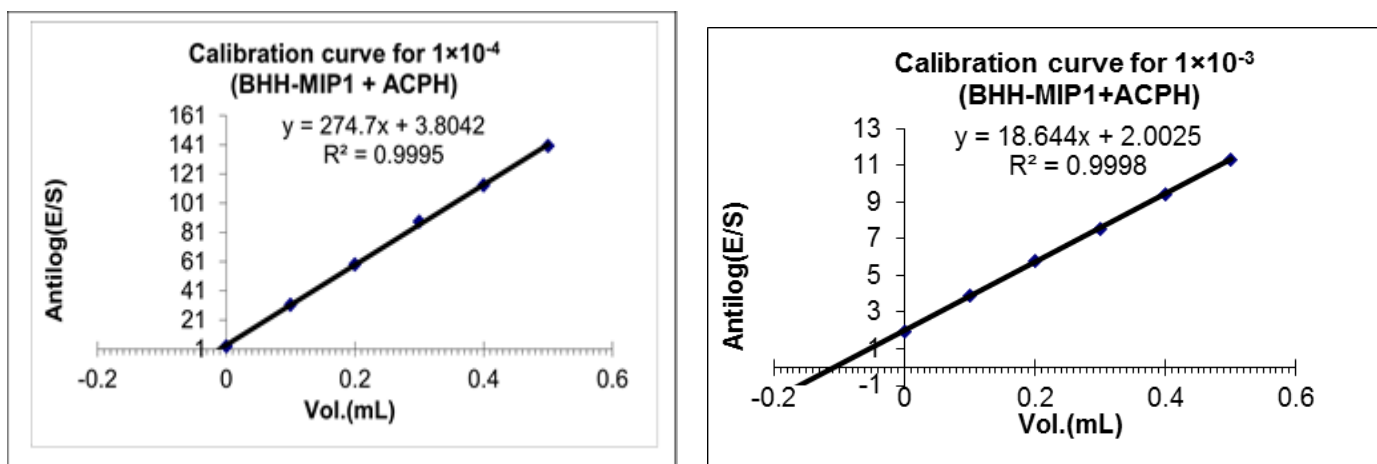 Calibration curve for 1×10⁻⁴
(BHH-MIP1 + ACPH)
y = 274.7x + 3.8042
R² = 0.9995
Antilog(E/S)
161
141
121
101
81
61
41
21
1
-0.2
0
0.2
0.4
0.6
Vol.(mL)
Calibration curve for 1×10⁻³
(BHH-MIP1+ACPH)
y = 18.644x + 2.0025
R² = 0.9998
Antilog(E/S)
13
11
9
7
5
3
1
-1
-0.2
0
0.2
0.4
0.6
Vol.(mL)